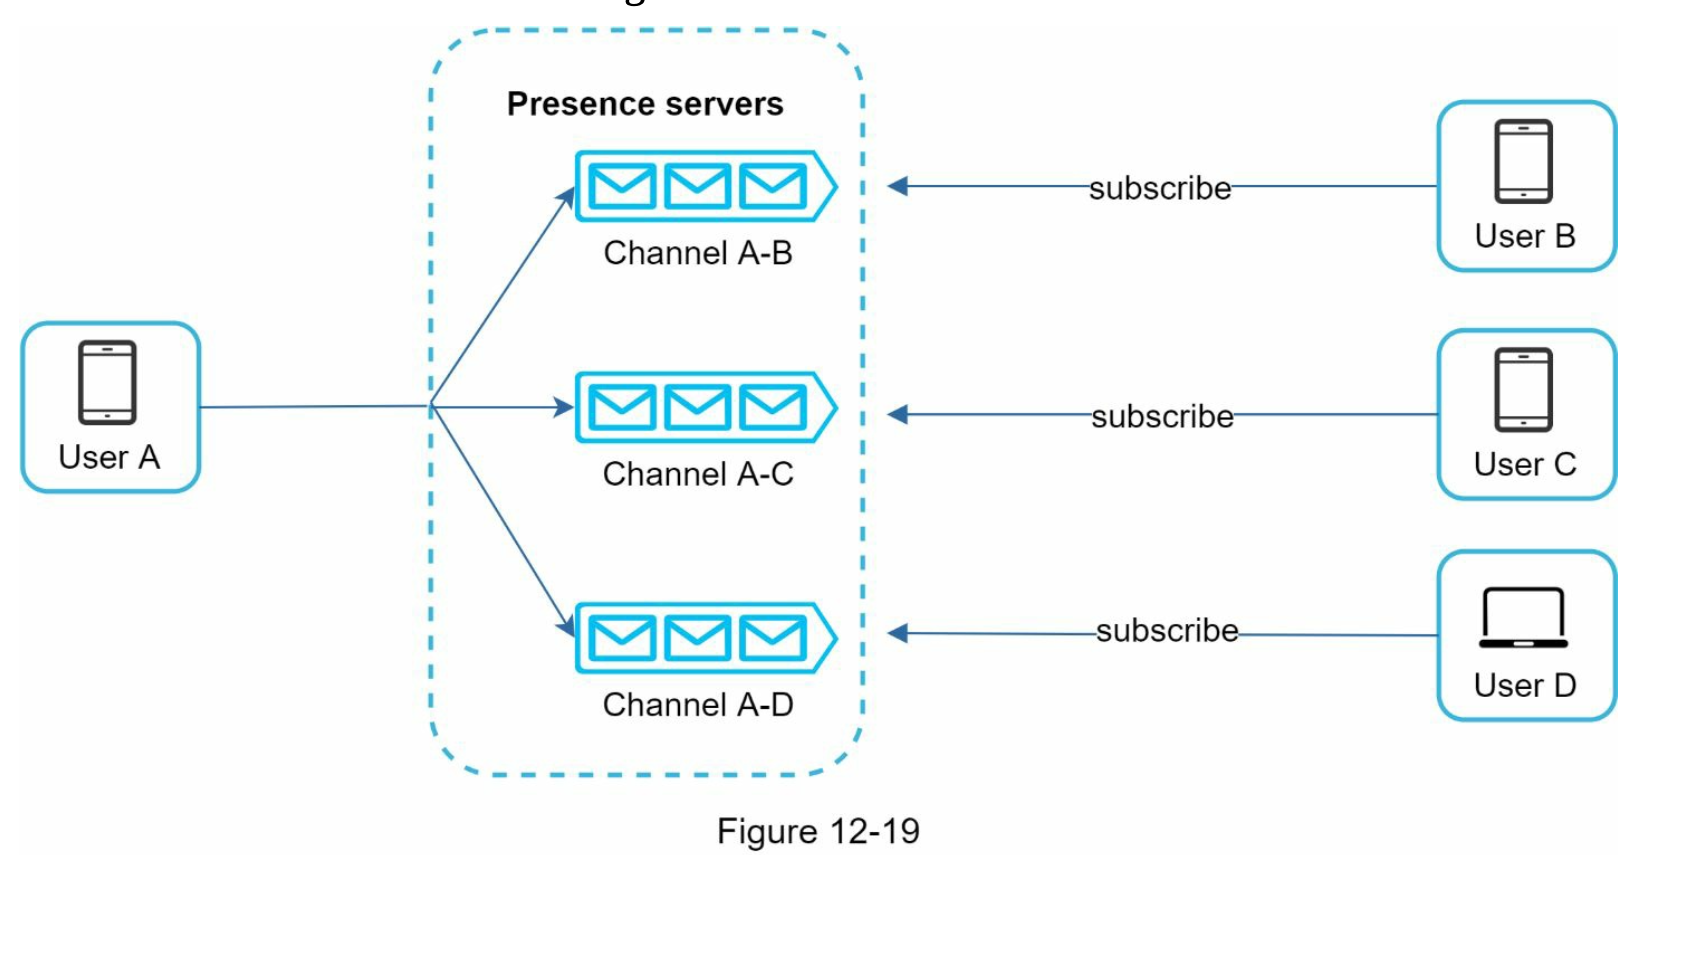 Presence servers
Channel A-B
subscribe
User B
User A
Channel A-C
subscribe
User C
Channel A-D
subscribe
User D
Figure 12-19